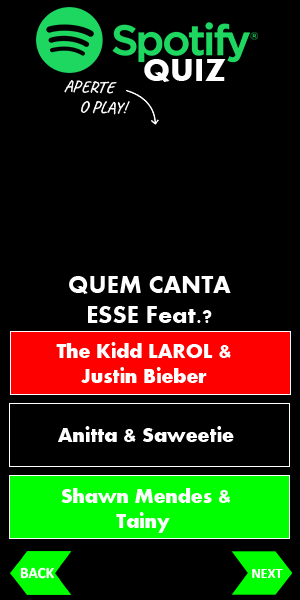 Spotify®
QUIZ
APERTE
O PLAY!
QUEM CANTA
ESSE Feat.?
The Kidd LAROL &
Justin Bieber
Anitta & Saweetie
Shawn Mendes &
Tainy
BACK
NEXT